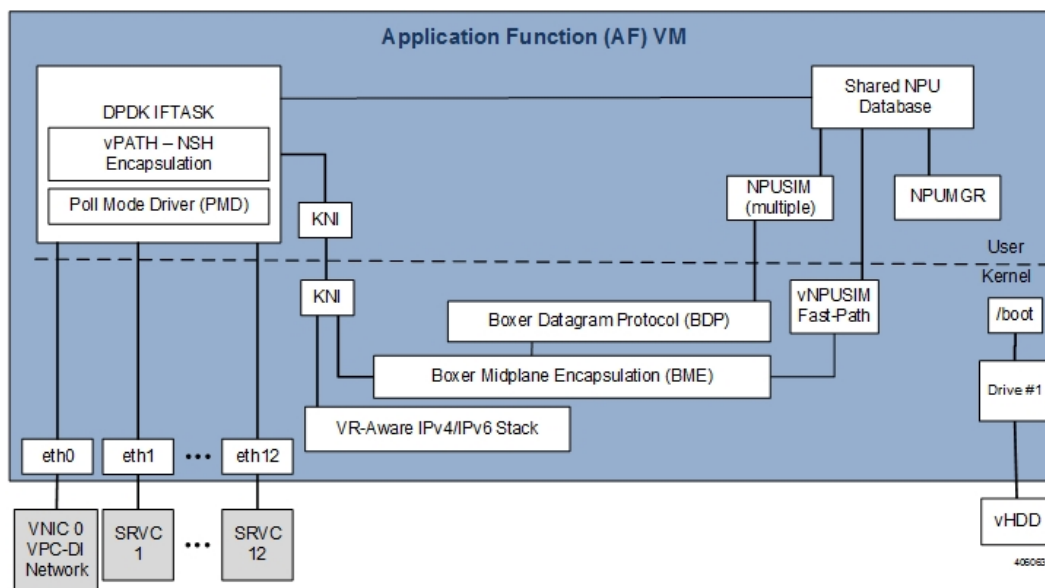 Application Function (AF) VM
DPDK IFTASK
vPATH – NSH
Encapsulation
Poll Mode Driver (PMD)
Shared NPU
Database
KNI
NPUSIM
(multiple)
NPUMGR
User
Kernel
KNI
Boxer Datagram Protocol (BDP)
vNPUSIM
Fast-Path
/boot
Boxer Midplane Encapsulation (BME)
Drive #1
VR-Aware IPv4/IPv6 Stack
eth0
eth1
•••
eth12
VNIC 0
VPC-DI
Network
SRVC
1
•••
SRVC
12
vHDD
406063